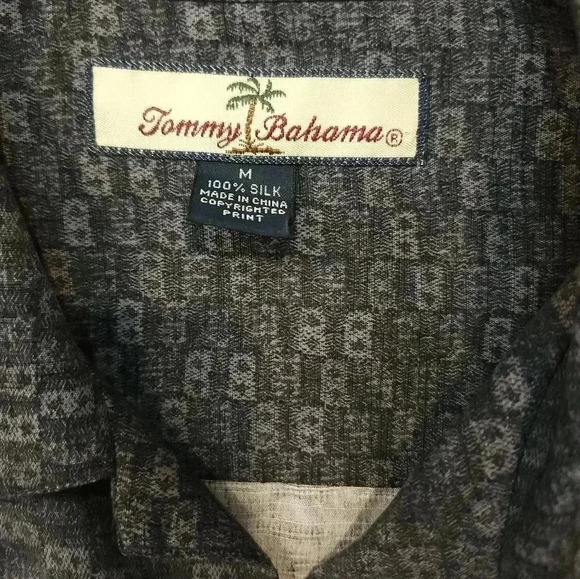 Tommy Bahama®
M
100% SILK
MADE IN CHINA
COPYRIGHTED
PRINT